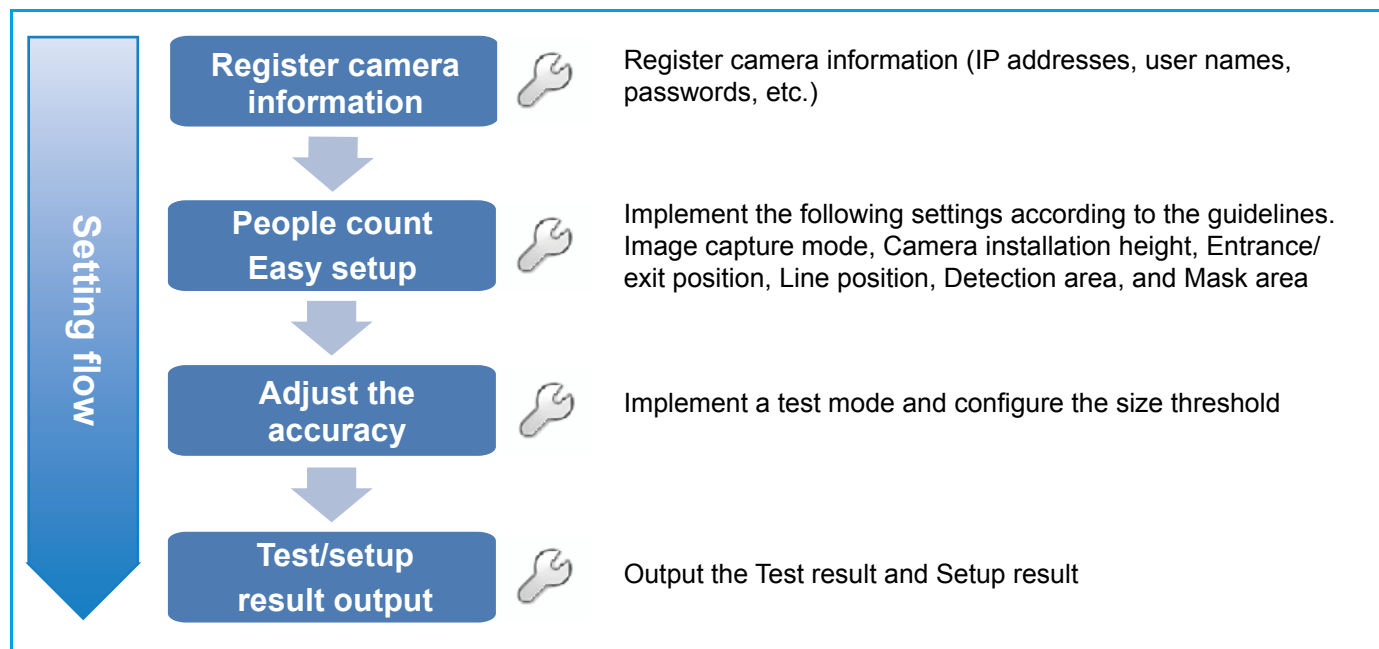 Setting flow
Register camera
information
Register camera information (IP addresses, user names,
passwords, etc.)
People count
Easy setup
Implement the following settings according to the guidelines.
Image capture mode, Camera installation height, Entrance/
exit position, Line position, Detection area, and Mask area
Adjust the
accuracy
Implement a test mode and configure the size threshold
Test/setup
result output
Output the Test result and Setup result